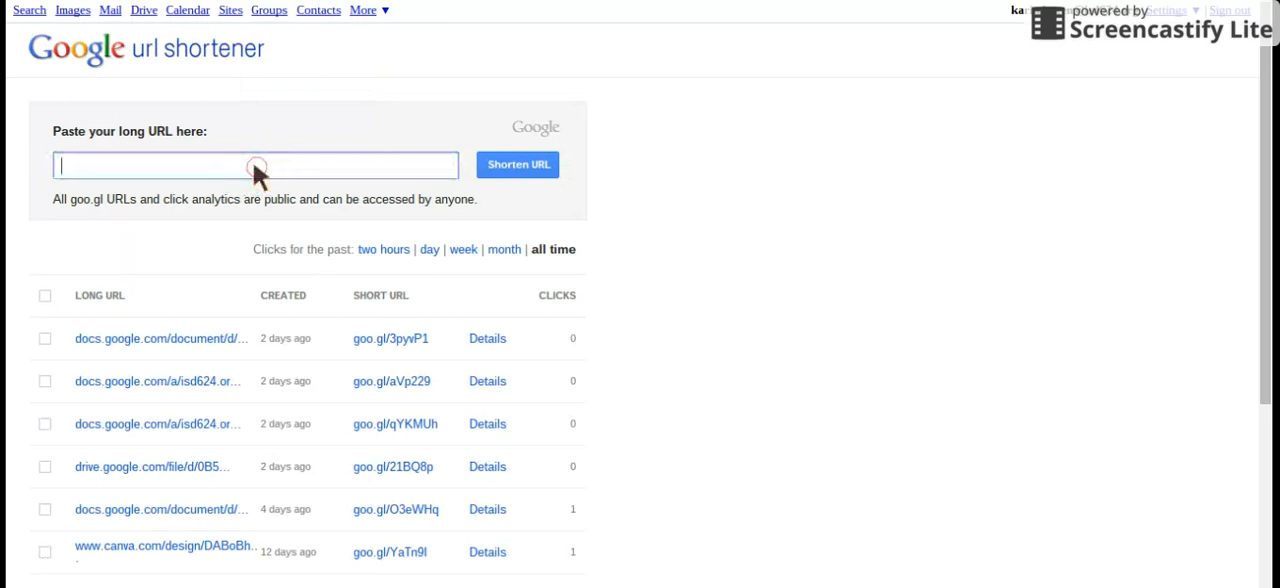 Search Images Mail Drive Calendar Sites Groups Contacts More ▼
ka
Settings ▼ | Sign out
powered by
Screencastify Lite
Google url shortener
Google
Paste your long URL here:
Shorten URL
All goo.gl URLs and click analytics are public and can be accessed by anyone.
Clicks for the past: two hours | day | week | month | all time
LONG URL CREATED SHORT URL CLICKS
docs.google.com/document/d/... 2 days ago goo.gl/3pyvP1 Details 0
docs.google.com/a/isd624.or... 2 days ago goo.gl/aVp229 Details 0
docs.google.com/a/isd624.or... 2 days ago goo.gl/qYKMUh Details 0
drive.google.com/file/d/0B5... 2 days ago goo.gl/21BQ8p Details 0
docs.google.com/document/d/... 4 days ago goo.gl/O3eWHq Details 1
www.canva.com/design/DABoBh... 12 days ago goo.gl/YaTn9I Details 1